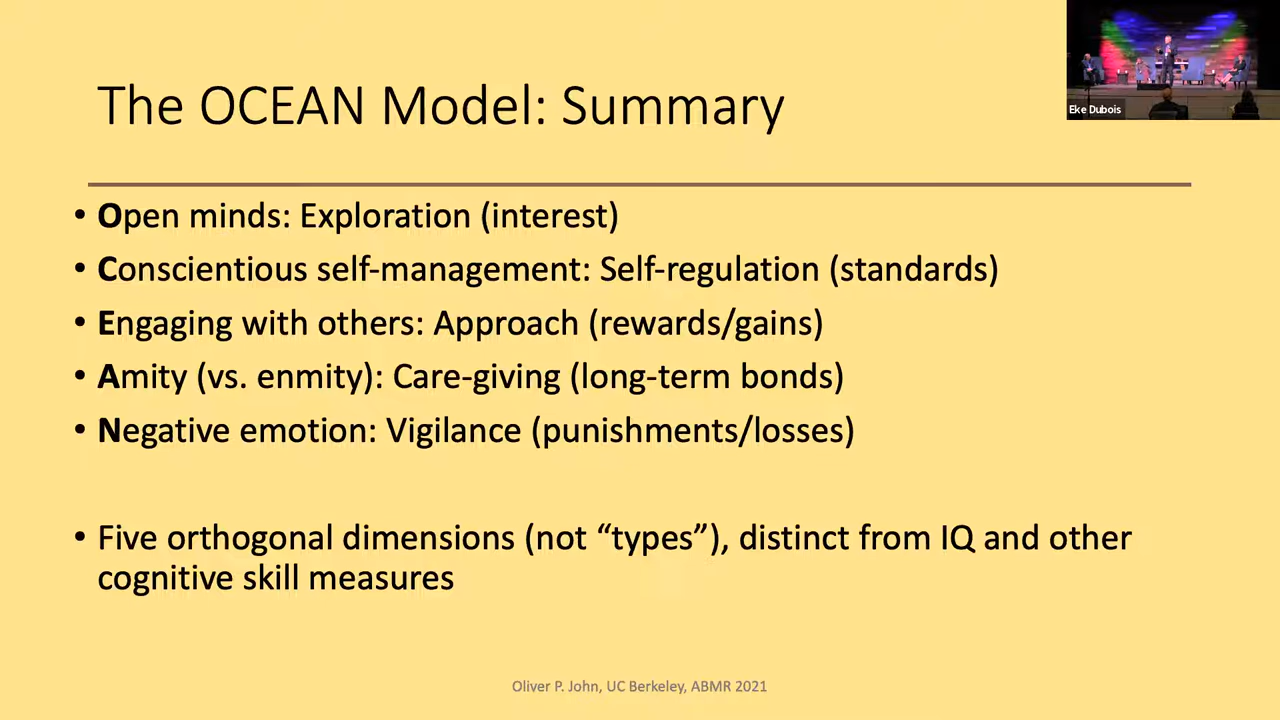 Eke Dubois
The OCEAN Model: Summary
• Open minds: Exploration (interest)
• Conscientious self-management: Self-regulation (standards)
• Engaging with others: Approach (rewards/gains)
• Amity (vs. enmity): Care-giving (long-term bonds)
• Negative emotion: Vigilance (punishments/losses)
• Five orthogonal dimensions (not “types”), distinct from IQ and other
cognitive skill measures
Oliver P. John, UC Berkeley, ABMR 2021